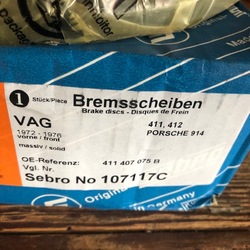 1 Stück/Piece Bremsscheiben
Brake discs - Disques de Frein
VAG 411, 412
1972 - 1976 PORSCHE 914
vorne / front
massiv / solid
OE-Referenz: 411 407 075 B
Vgl. Nr.
Sebro No 107117C
Original
in Germany